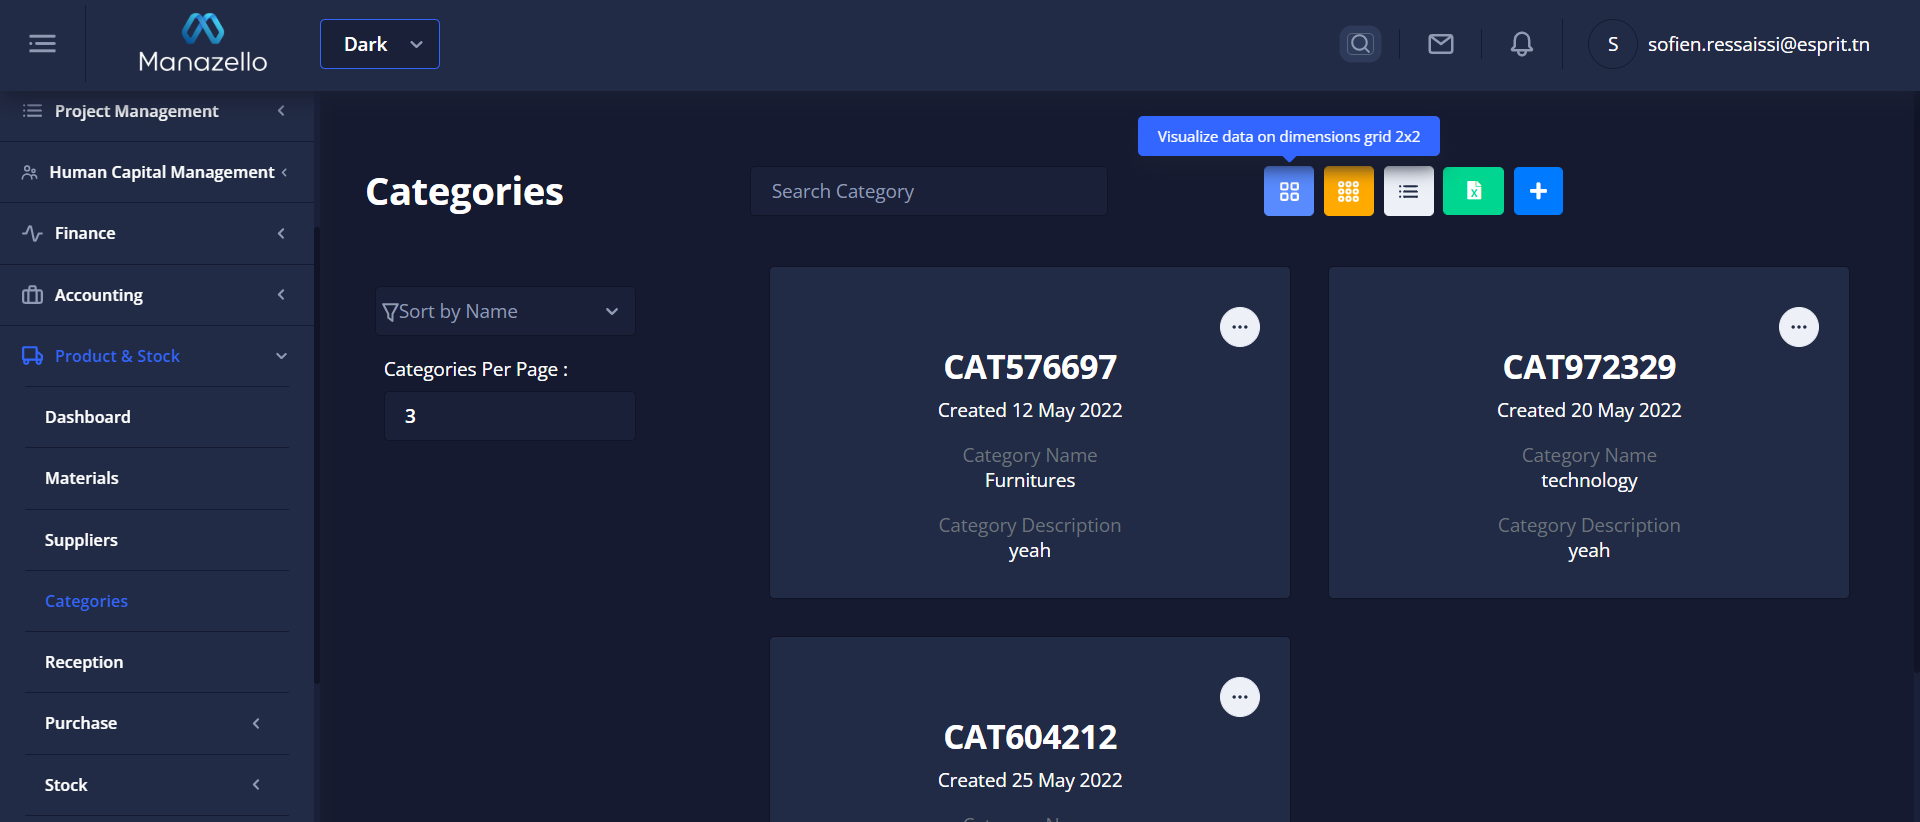 Manazello
Dark
S
sofien.ressaissi@esprit.tn
Project Management
Human Capital Management
Finance
Accounting
Product & Stock
Dashboard
Materials
Suppliers
Categories
Reception
Purchase
Stock
Visualize data on dimensions grid 2x2
Categories
Search Category
Sort by Name
Categories Per Page :
3
CAT576697
Created 12 May 2022
Category Name
Furnitures
Category Description
yeah
CAT972329
Created 20 May 2022
Category Name
technology
Category Description
yeah
CAT604212
Created 25 May 2022